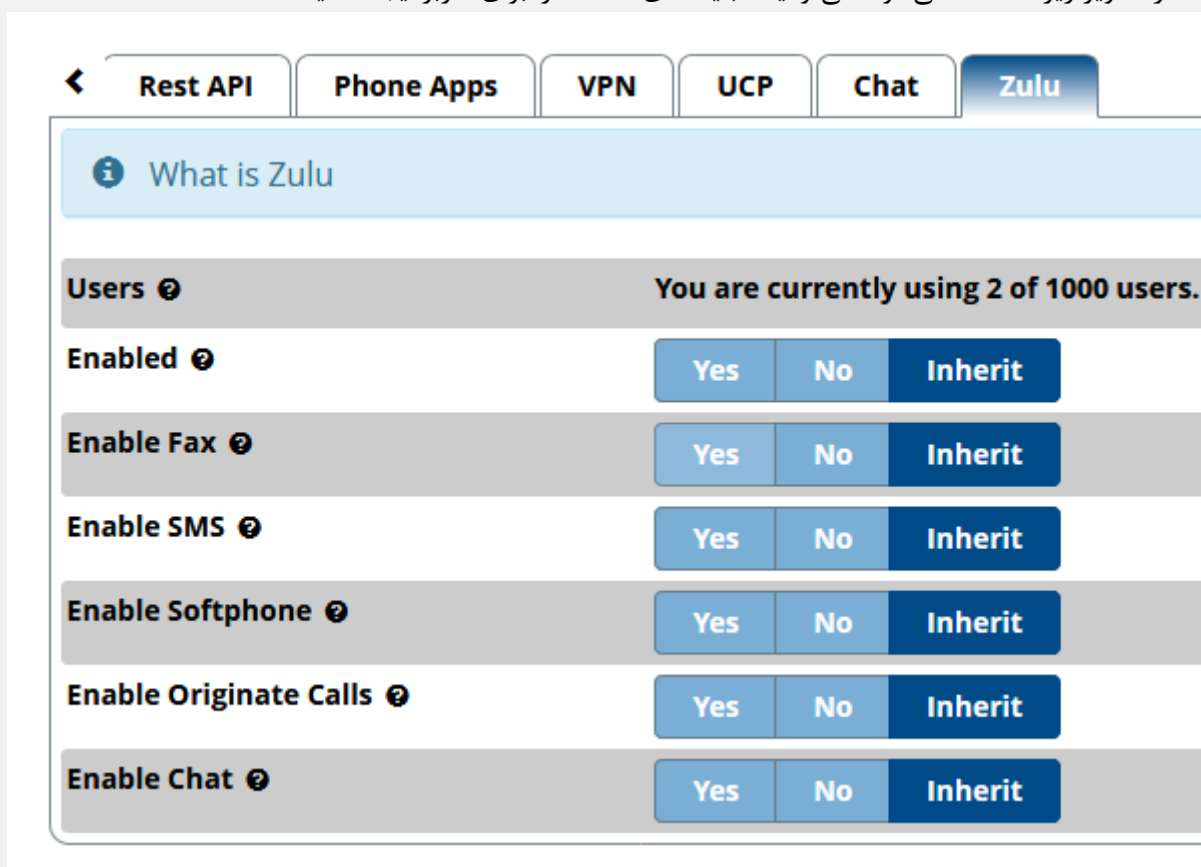 Rest API Phone Apps VPN UCP Chat Zulu
What is Zulu
Users
You are currently using 2 of 1000 users.
Enabled
Yes No Inherit
Enable Fax
Yes No Inherit
Enable SMS
Yes No Inherit
Enable Softphone
Yes No Inherit
Enable Originate Calls
Yes No Inherit
Enable Chat
Yes No Inherit